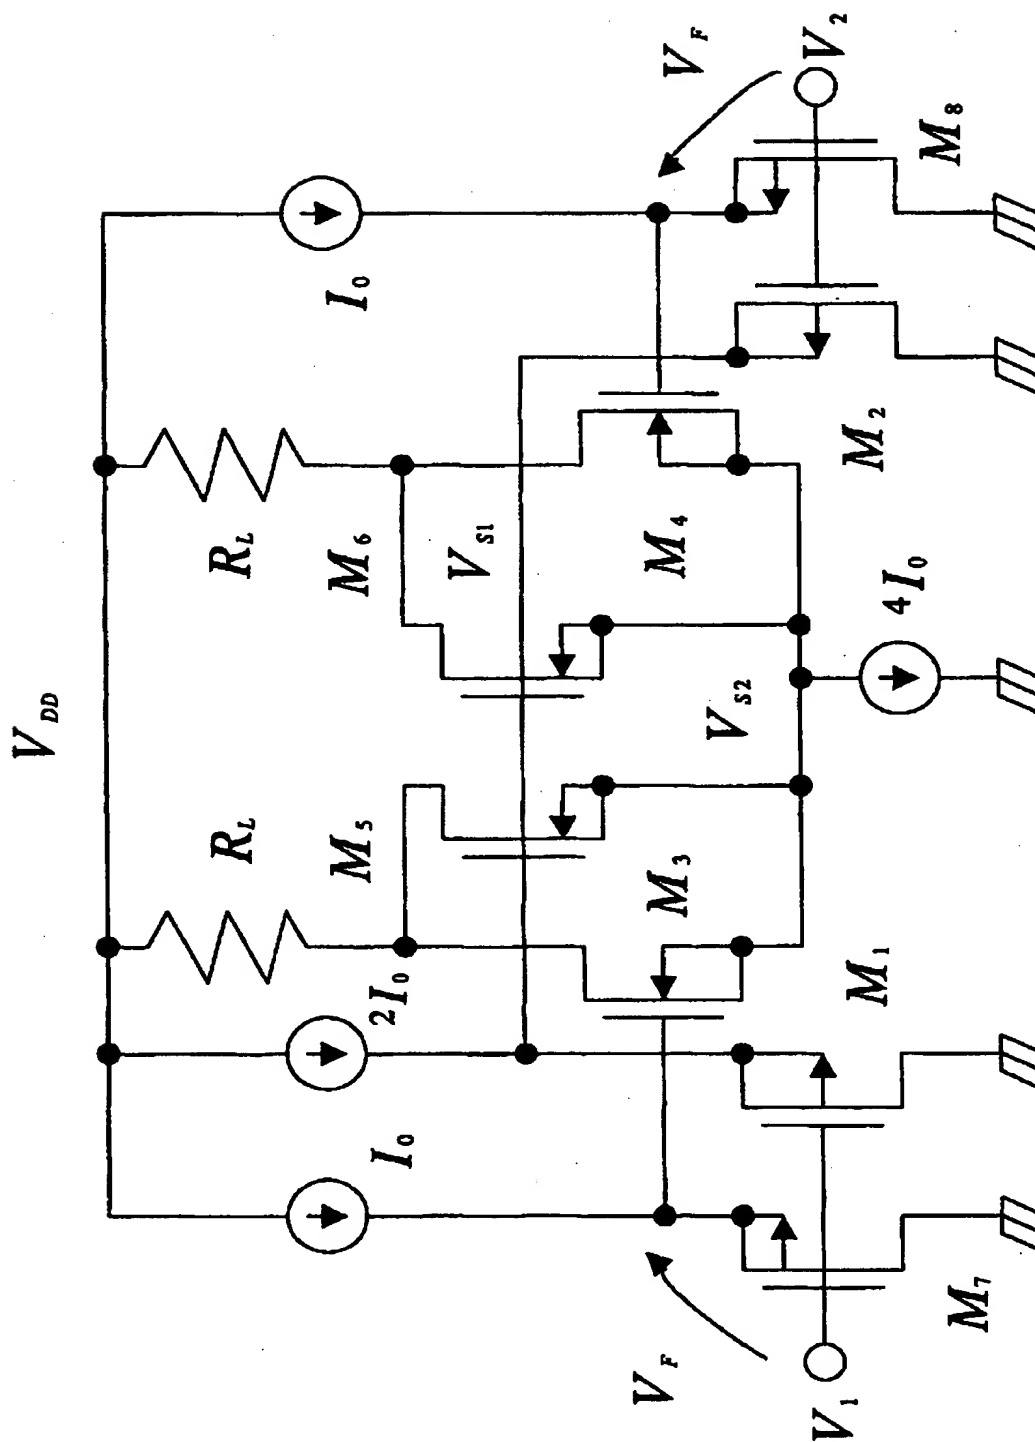 V_DD
I_0
R_L
R_L
2I_0
I_0
V_F
V_2
M_6
V_S1
M_5
M_4
M_2
M_8
V_S2
4I_0
M_3
M_1
V_F
V_1
M_7